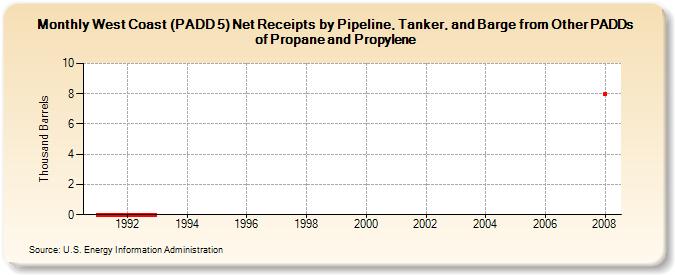 Monthly West Coast (PADD 5) Net Receipts by Pipeline, Tanker, and Barge from Other PADDs
of Propane and Propylene
Thousand Barrels
10
8
6
4
2
0
1992 1994 1996 1998 2000 2002 2004 2006 2008
Source: U.S. Energy Information Administration